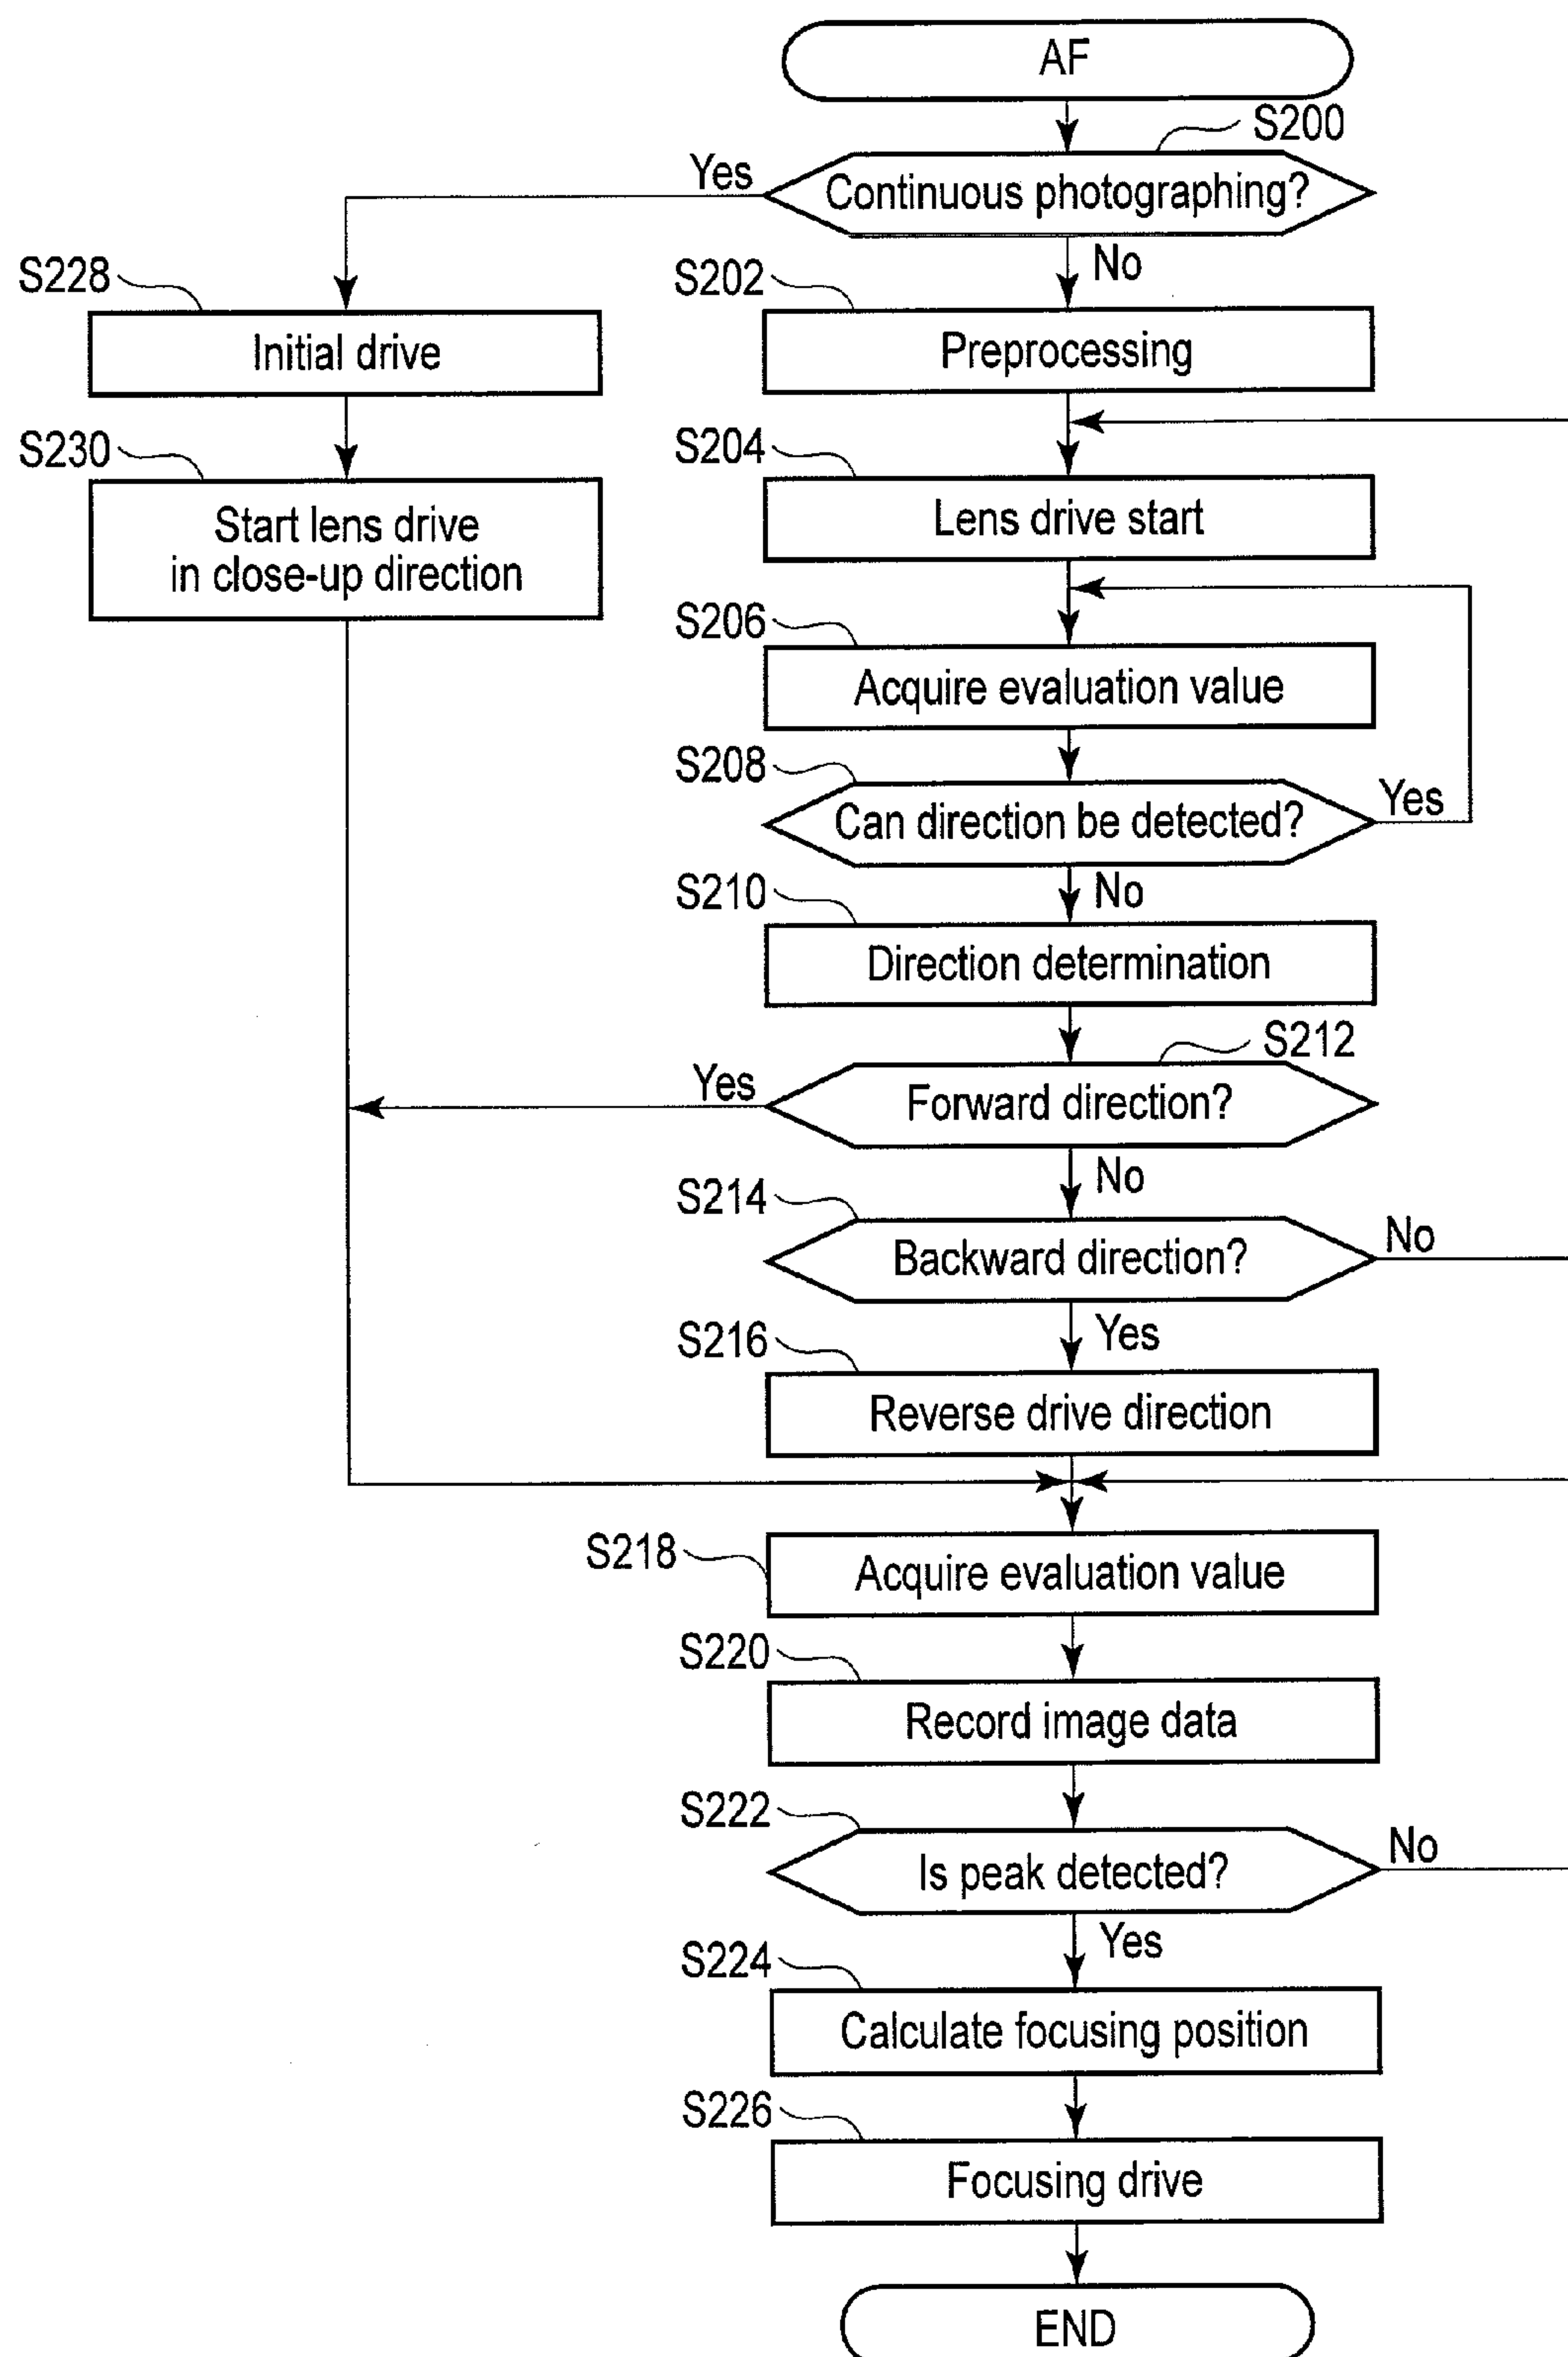 AF
S200
Continuous photographing?
Yes
No
S228
Initial drive
S202
Preprocessing
S230
Start lens drive
in close-up direction
S204
Lens drive start
S206
Acquire evaluation value
S208
Can direction be detected?
Yes
No
S210
Direction determination
S212
Forward direction?
Yes
No
S214
Backward direction?
No
Yes
S216
Reverse drive direction
S218
Acquire evaluation value
S220
Record image data
S222
Is peak detected?
No
Yes
S224
Calculate focusing position
S226
Focusing drive
END